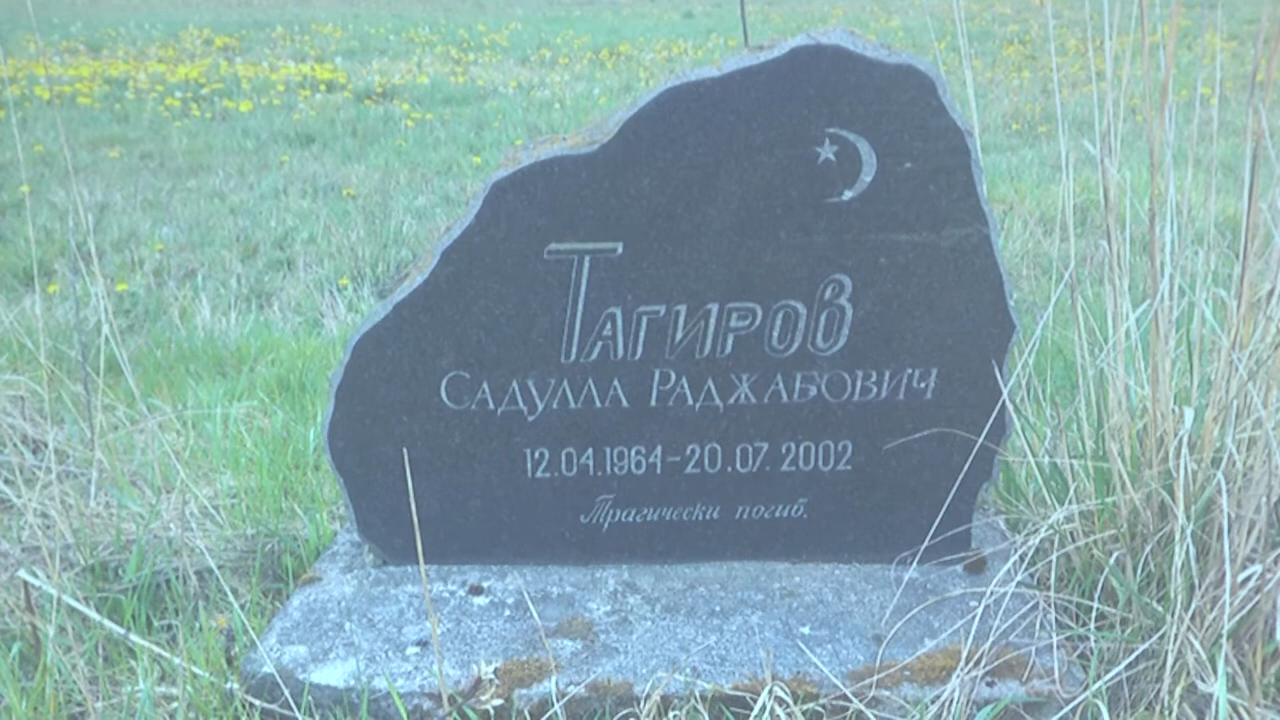 Тагиров
Садулла Раджабович
12.04.1964-20.07.2002
Трагически погиб.